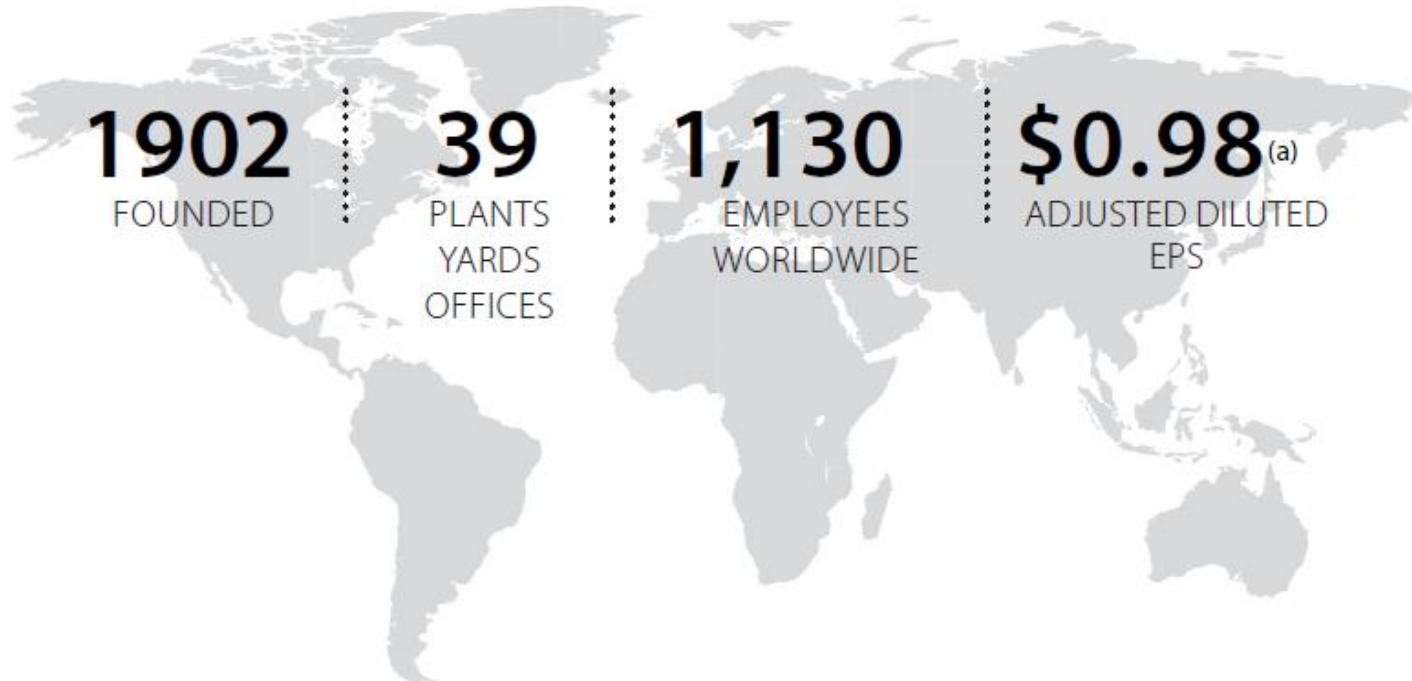 1902
FOUNDED
39
PLANTS
YARDS
OFFICES
1,130
EMPLOYEES
WORLDWIDE
$0.98(a)
ADJUSTED DILUTED
EPS